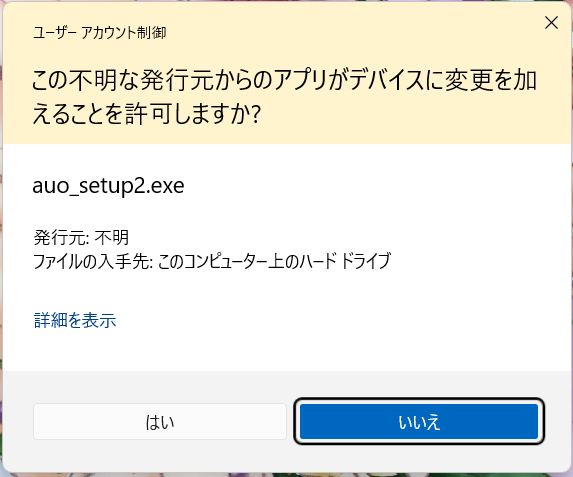 ユーザー アカウント制御
この不明な発行元からのアプリがデバイスに変更を加
えることを許可しますか?
auo_setup2.exe
発行元: 不明
ファイルの入手先: このコンピューター上のハード ドライブ
詳細を表示
はい
いいえ